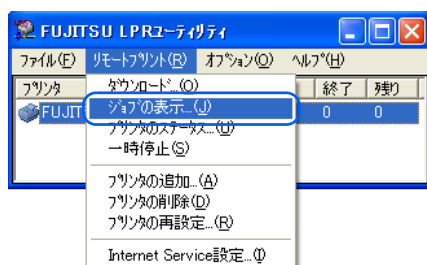 FUJITSU LPRユーティリティ
ファイル(F) リモートプリント(R) オプション(O) ヘルプ(H)
プリンタ 終了 残り
FUJIT 0 0
ダウンロード...(O)
ジョブの表示...(J)
プリンタのステータス...(U)
一時停止(S)
プリンタの追加...(A)
プリンタの削除(D)
プリンタの再設定...(R)
Internet Service設定...(I)